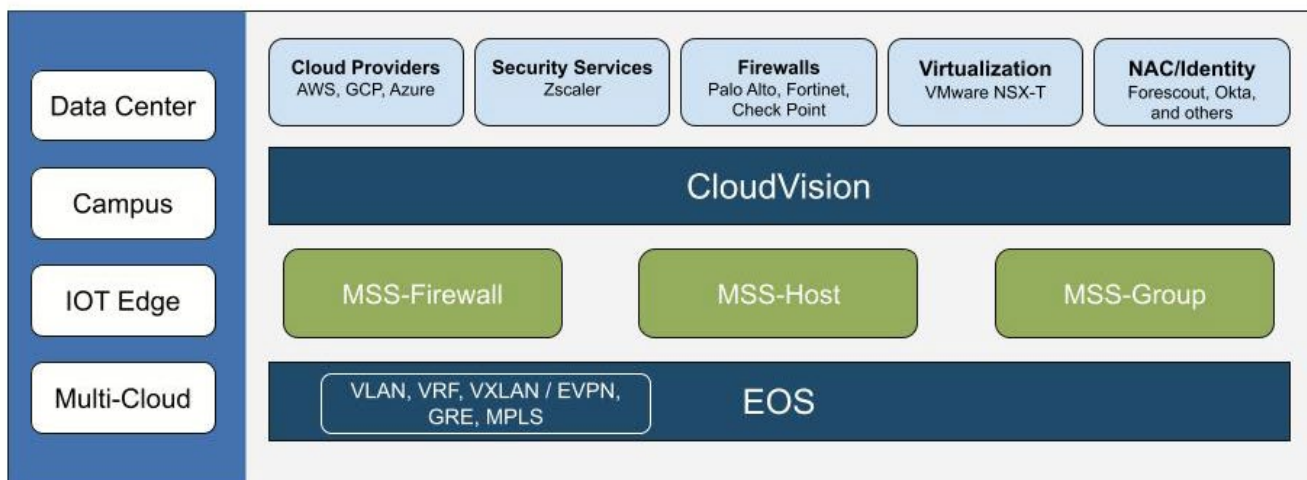 Data Center
Campus
IOT Edge
Multi-Cloud
Cloud Providers
AWS, GCP, Azure
Security Services
Zscaler
Firewalls
Palo Alto, Fortinet,
Check Point
Virtualization
VMware NSX-T
NAC/Identity
Forescout, Okta,
and others
CloudVision
MSS-Firewall
MSS-Host
MSS-Group
VLAN, VRF, VXLAN / EVPN,
GRE, MPLS
EOS